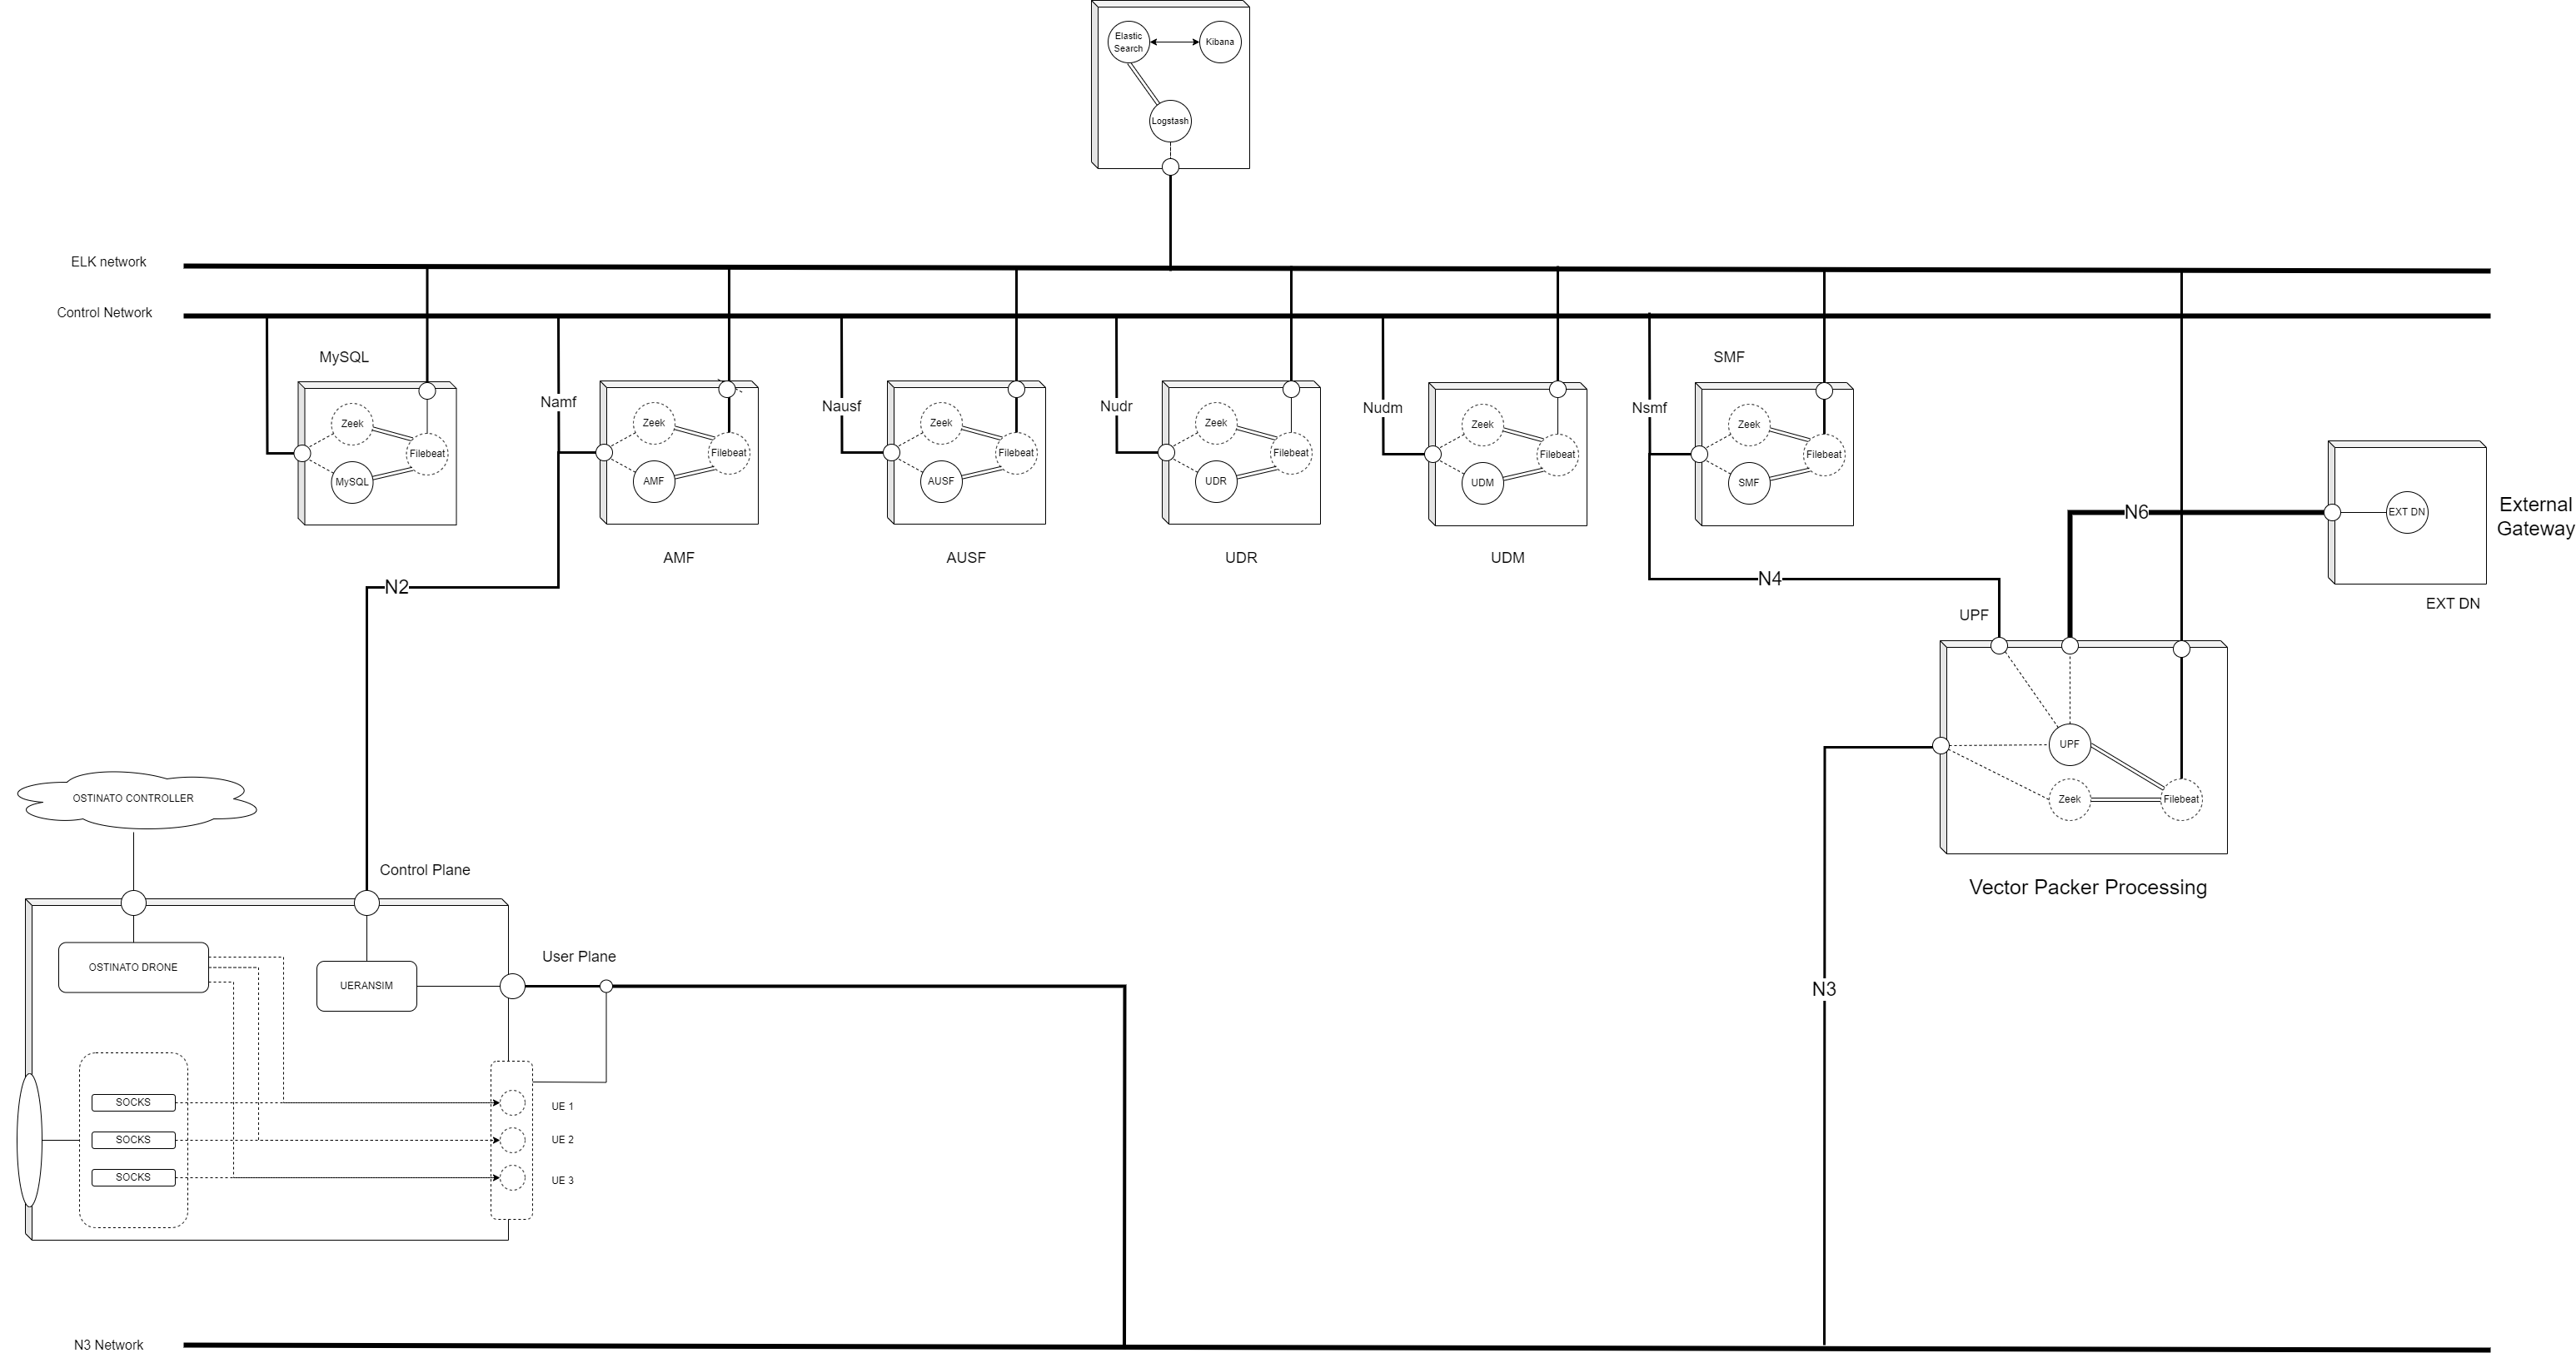 Elastic
Search
Kibana
Logstash
ELK network
Control Network
MySQL
SMF
Namf
Nausf
Nudr
Nudm
Nsmf
Zeek
Filebeat
MySQL
Zeek
Filebeat
AMF
Zeek
Filebeat
AUSF
Zeek
Filebeat
UDR
Zeek
Filebeat
UDM
Zeek
Filebeat
SMF
N6
EXT DN
External
Gateway
AMF
AUSF
UDR
UDM
N2
N4
EXT DN
UPF
UPF
Zeek
Filebeat
OSTINATO CONTROLLER
Control Plane
Vector Packer Processing
User Plane
OSTINATO DRONE
UERANSIM
N3
SOCKS
UE 1
SOCKS
UE 2
SOCKS
UE 3
N3 Network